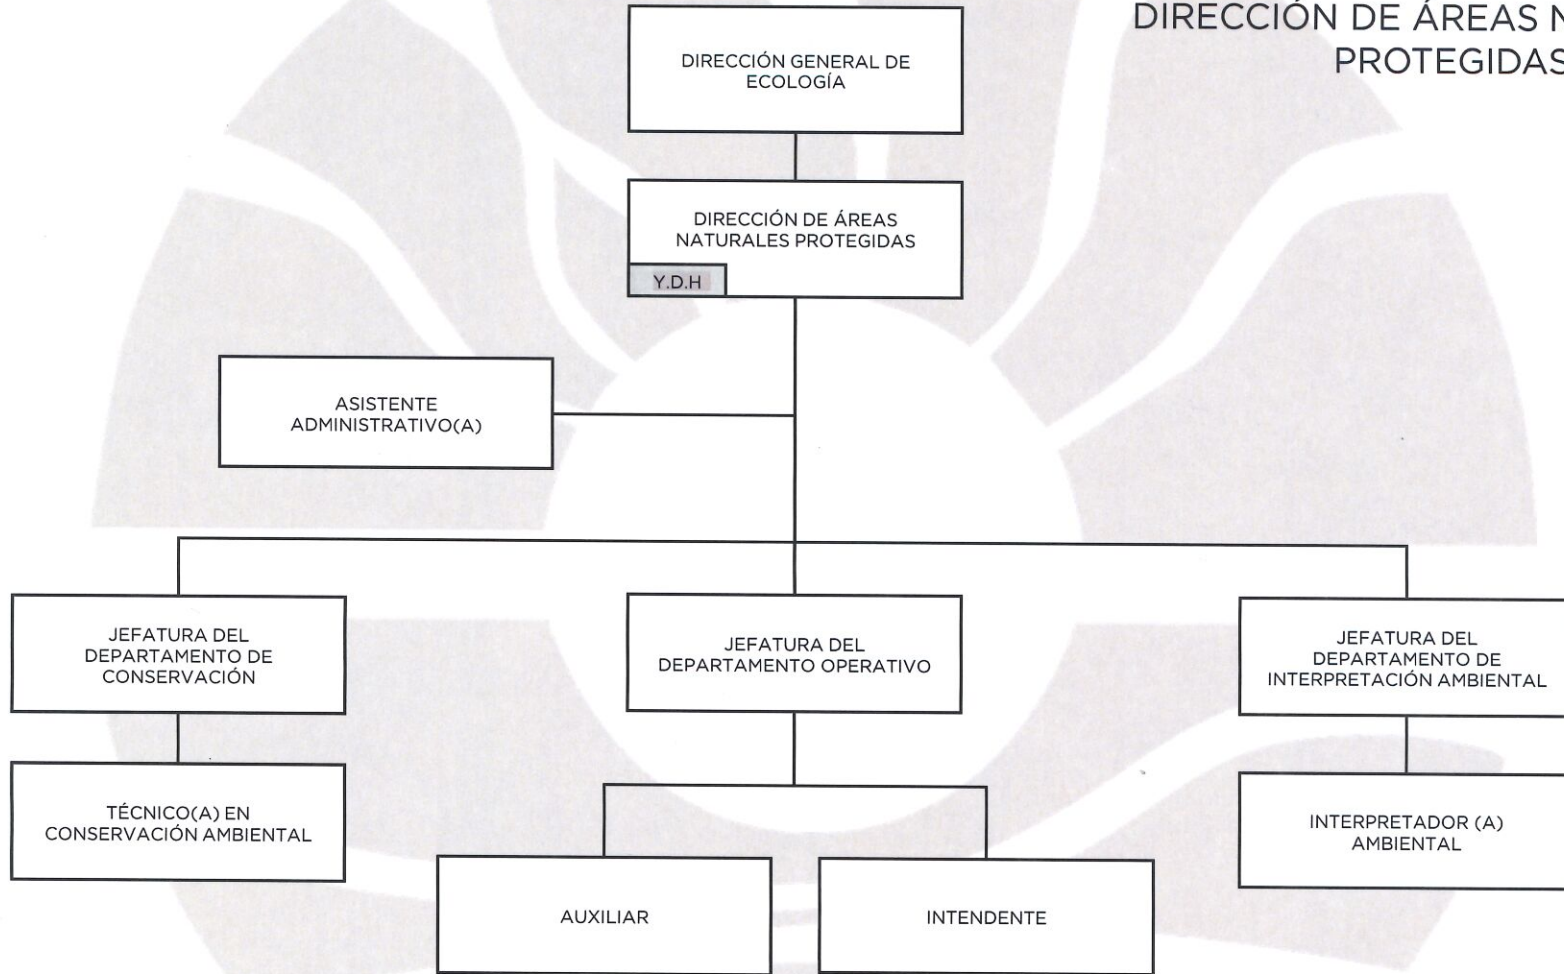 DIRECCIÓN DE ÁREAS
PROTEGIDAS
DIRECCIÓN GENERAL DE
ECOLOGÍA
DIRECCIÓN DE ÁREAS
NATURALES PROTEGIDAS
Y.D.H
ASISTENTE
ADMINISTRATIVO(A)
JEFATURA DEL
DEPARTAMENTO DE
CONSERVACIÓN
JEFATURA DEL
DEPARTAMENTO OPERATIVO
JEFATURA DEL
DEPARTAMENTO DE
INTERPRETACIÓN AMBIENTAL
TÉCNICO(A) EN
CONSERVACIÓN AMBIENTAL
INTERPRETADOR (A)
AMBIENTAL
AUXILIAR
INTENDENTE